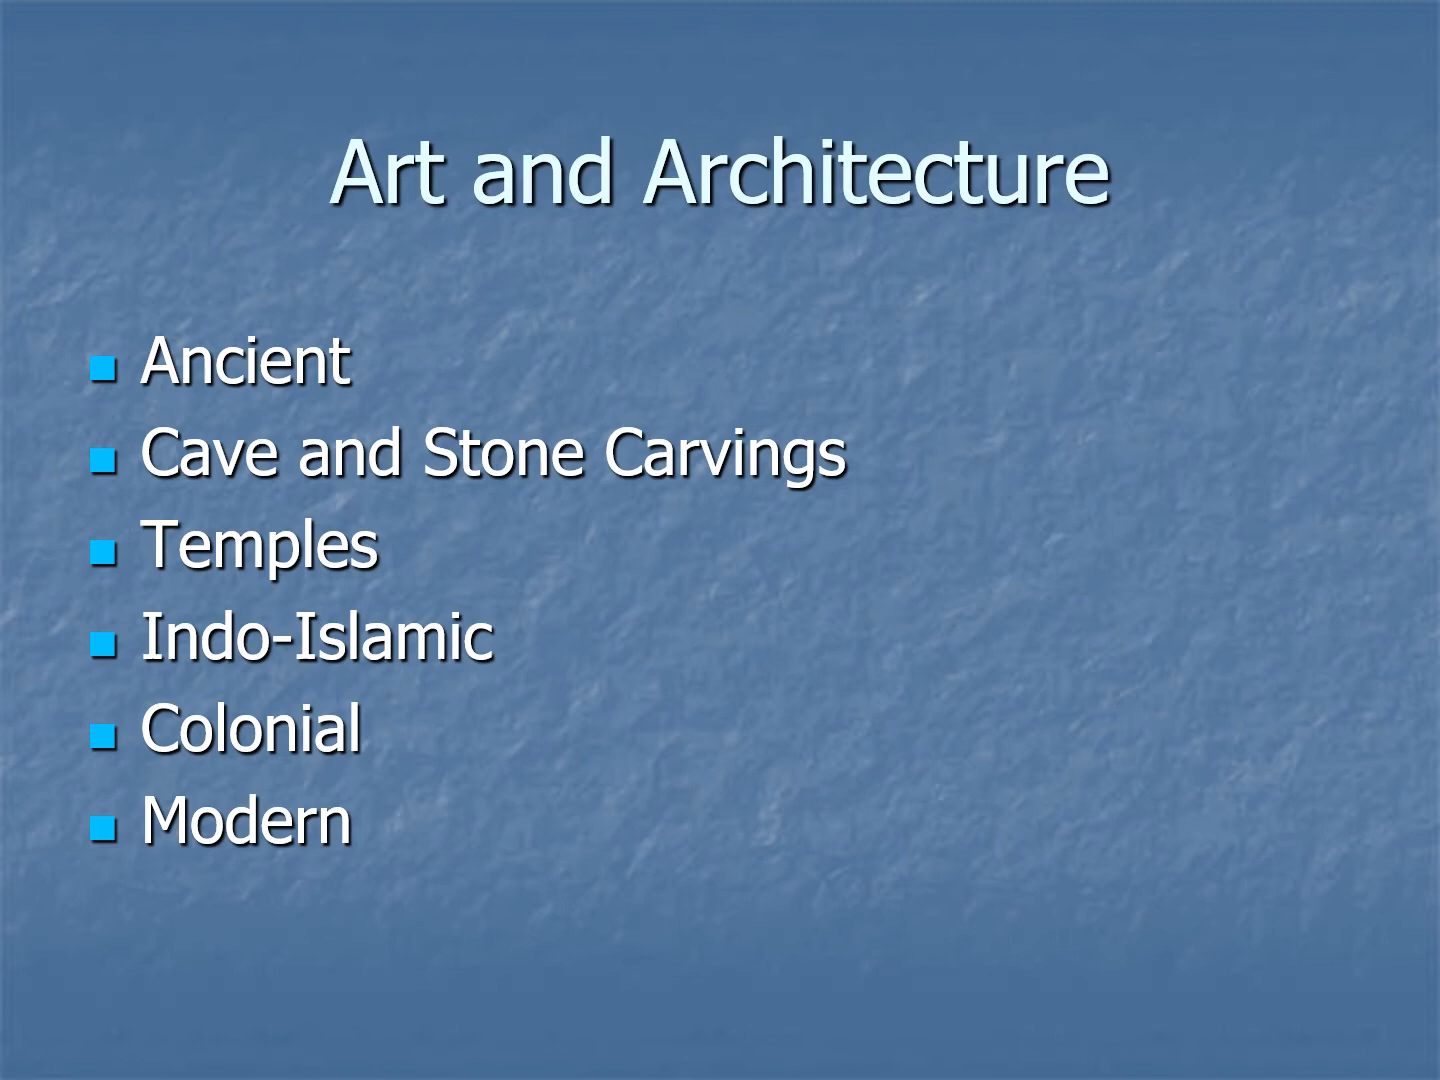 Art and Architecture
Ancient
Cave and Stone Carvings
Temples
Indo-Islamic
Colonial
Modern